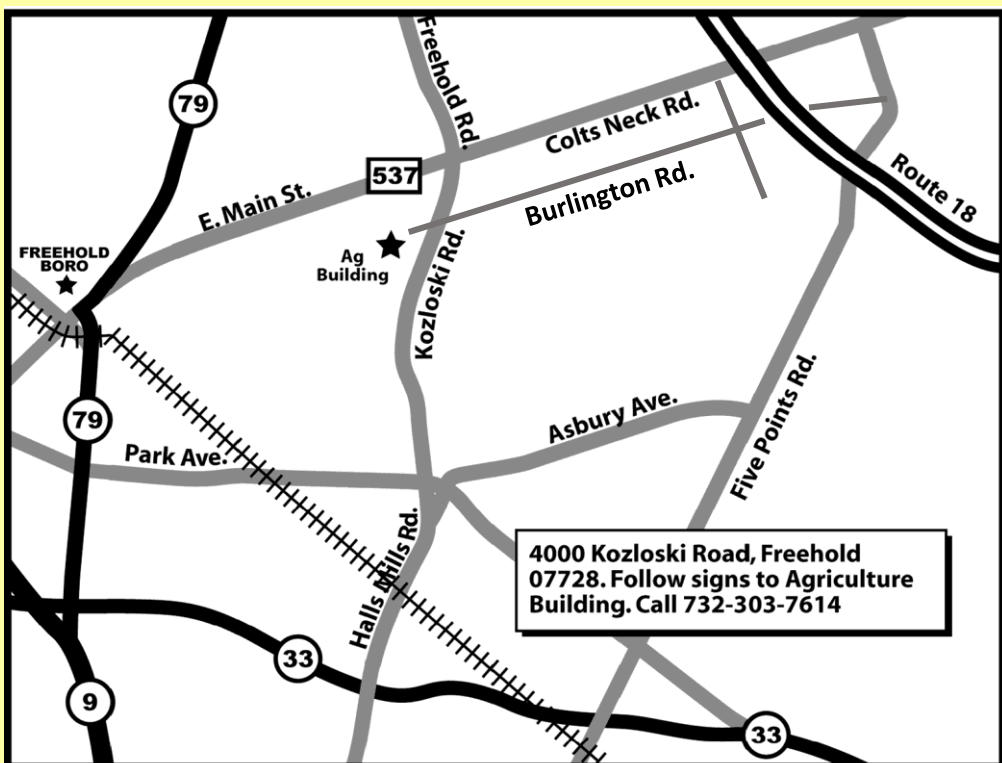 79
Freehold Rd.
Colts Neck Rd.
537
E. Main St.
Burlington Rd.
Route 18
FREEHOLD
BORO
Ag
Building
Kozloski Rd.
79
Park Ave.
Asbury Ave.
Five Points Rd.
Halls Mills Rd.
4000 Kozloski Road, Freehold
07728. Follow signs to Agriculture
Building. Call 732-303-7614
33
9
33